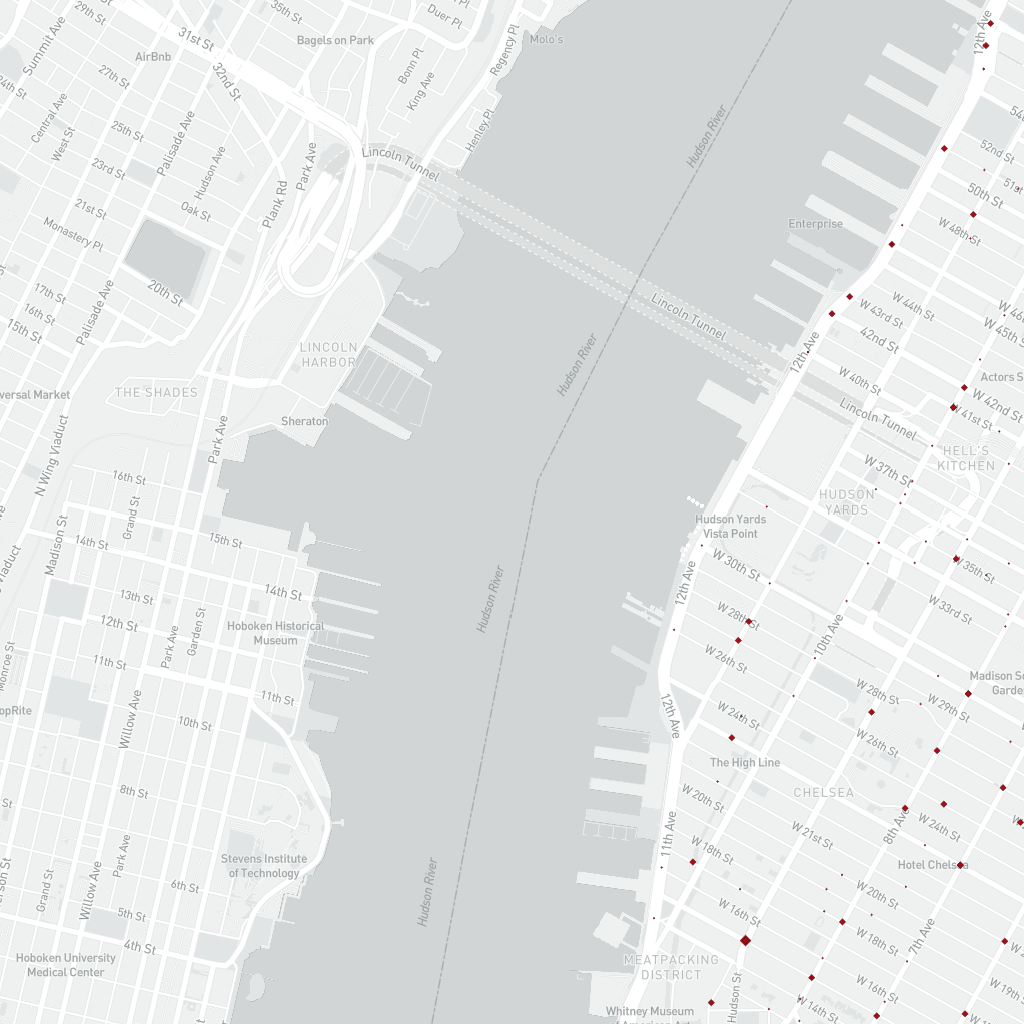 35th St
Duer Pl
Summit Ave
31st St
Bagels on Park
Molo's
Regency Pl
12th Ave
AirBnb
32nd St
Bonn Pl
King Ave
24th St
27th St
Central Ave
West St
25th St
Palisade Ave
Henley Pl
Hudson River
52nd St
23rd St
Hudson Ave
Park Ave
Lincoln Tunnel
50th St
21st St
Oak St
Plank Rd
Enterprise
W 48th St
Monastery Pl
17th St
20th St
Palisade Ave
16th St
15th St
Lincoln Tunnel
W 44th St
W 43rd St
42nd St
W 45th St
LINCOLN
HARBOR
Hudson River
12th Ave
W 40th St
THE SHADES
Sheraton
W 42nd St
W 41st St
Lincoln Tunnel
N Wing Viaduct
Park Ave
HELL'S
KITCHEN
W 37th St
16th St
Grand St
HUDSON
YARDS
Madison St
14th St
15th St
Hudson Yards
Vista Point
W 30th St
W 35th St
12th Ave
13th St
14th St
Hudson River
W 33rd St
12th St
Garden St
Hoboken Historical
Museum
W 28th St
10th Ave
Park Ave
11th St
Monroe St
W 26th St
W 28th St
W 29th St
11th St
Willow Ave
10th St
12th Ave
W 24th St
W 26th St
The High Line
CHELSEA
8th St
W 20th St
W 21st St
8th Ave
W 24th St
11th Ave
Park Ave
W 18th St
Stevens Institute
of Technology
Hotel Chelsea
6th St
Grand St
Willow Ave
Hudson River
W 20th St
5th St
W 16th St
W 18th St
7th Ave
4th St
Hoboken University
Medical Center
MEATPACKING
DISTRICT
Hudson St
W 16th St
W 14th St
Whitney Museum